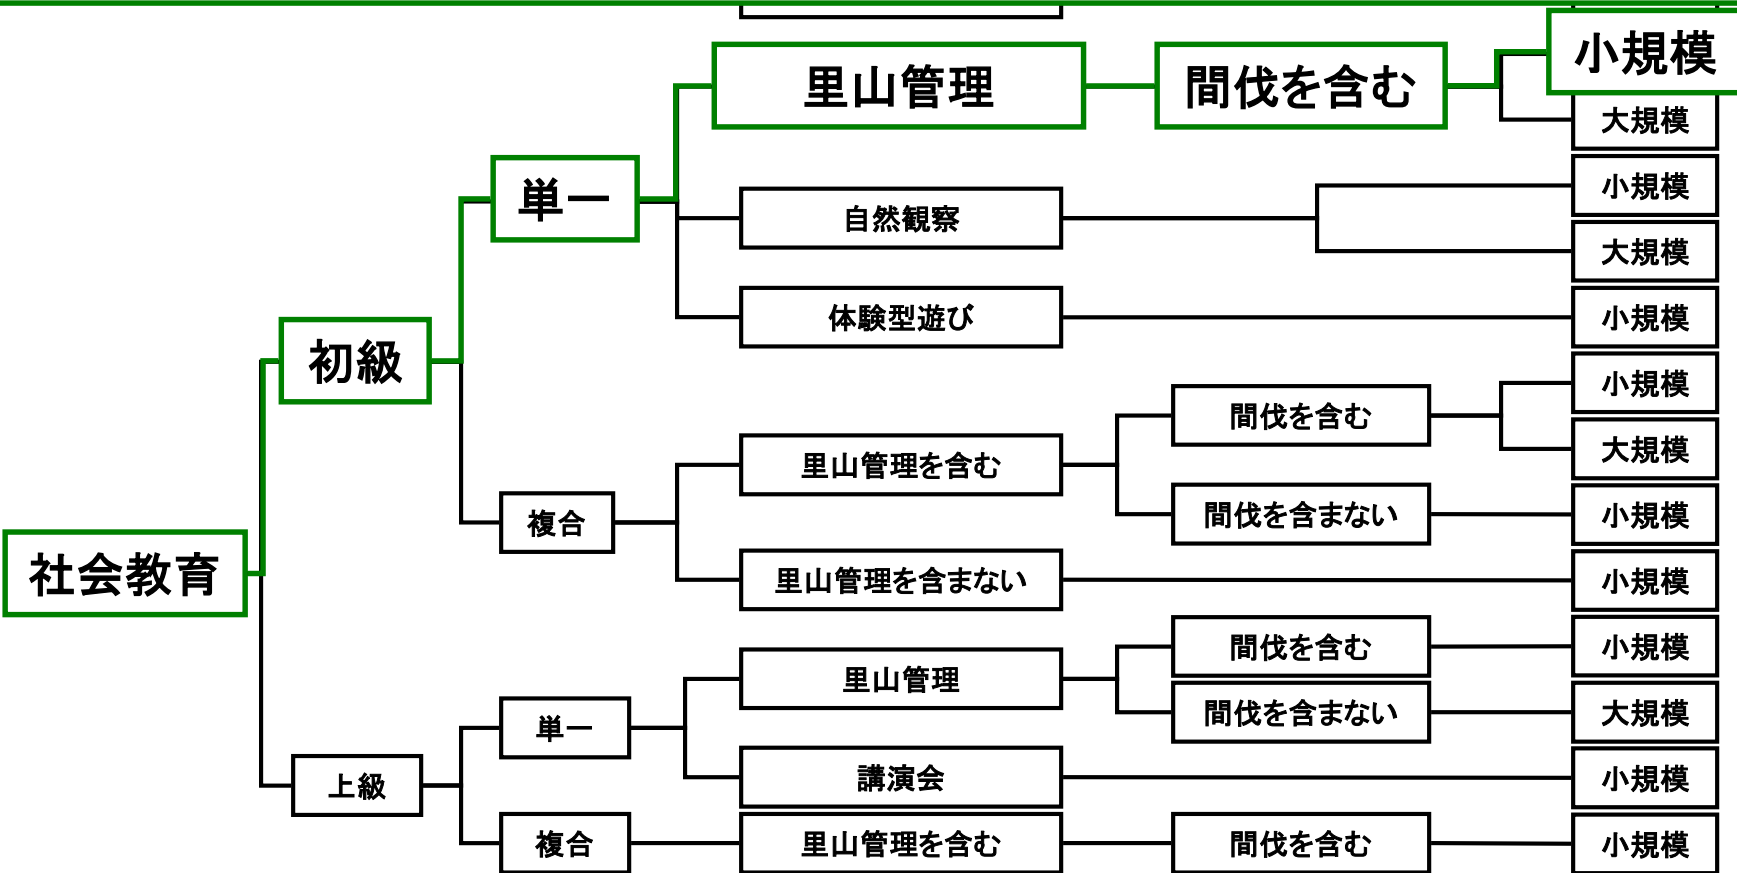 小規模
里山管理
間伐を含む
大規模
単一
自然観察
小規模
大規模
体験型遊び
小規模
初級
小規模
間伐を含む
大規模
里山管理を含む
間伐を含まない
小規模
複合
社会教育
里山管理を含まない
小規模
間伐を含む
小規模
里山管理
間伐を含まない
大規模
単一
講演会
小規模
上級
複合
里山管理を含む
間伐を含む
小規模